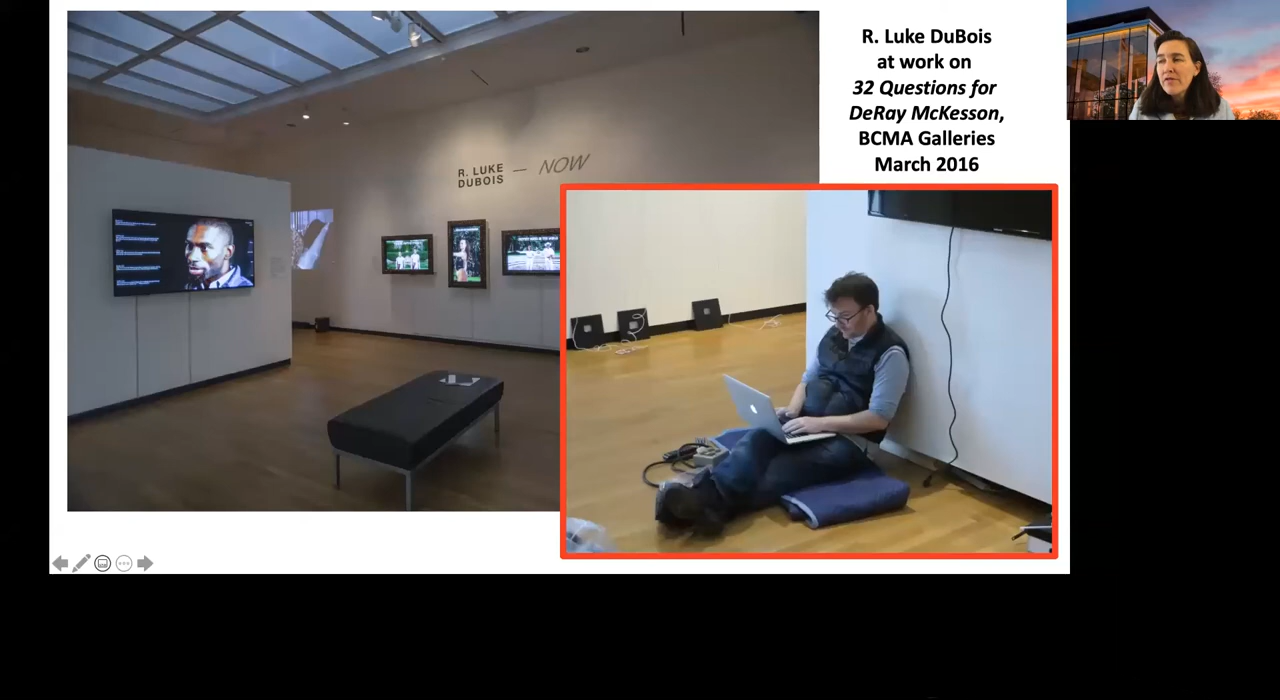 R. Luke DuBois
at work on
32 Questions for
DeRay McKesson,
BCMA Galleries
March 2016
R. LUKE
DUBOIS — NOW